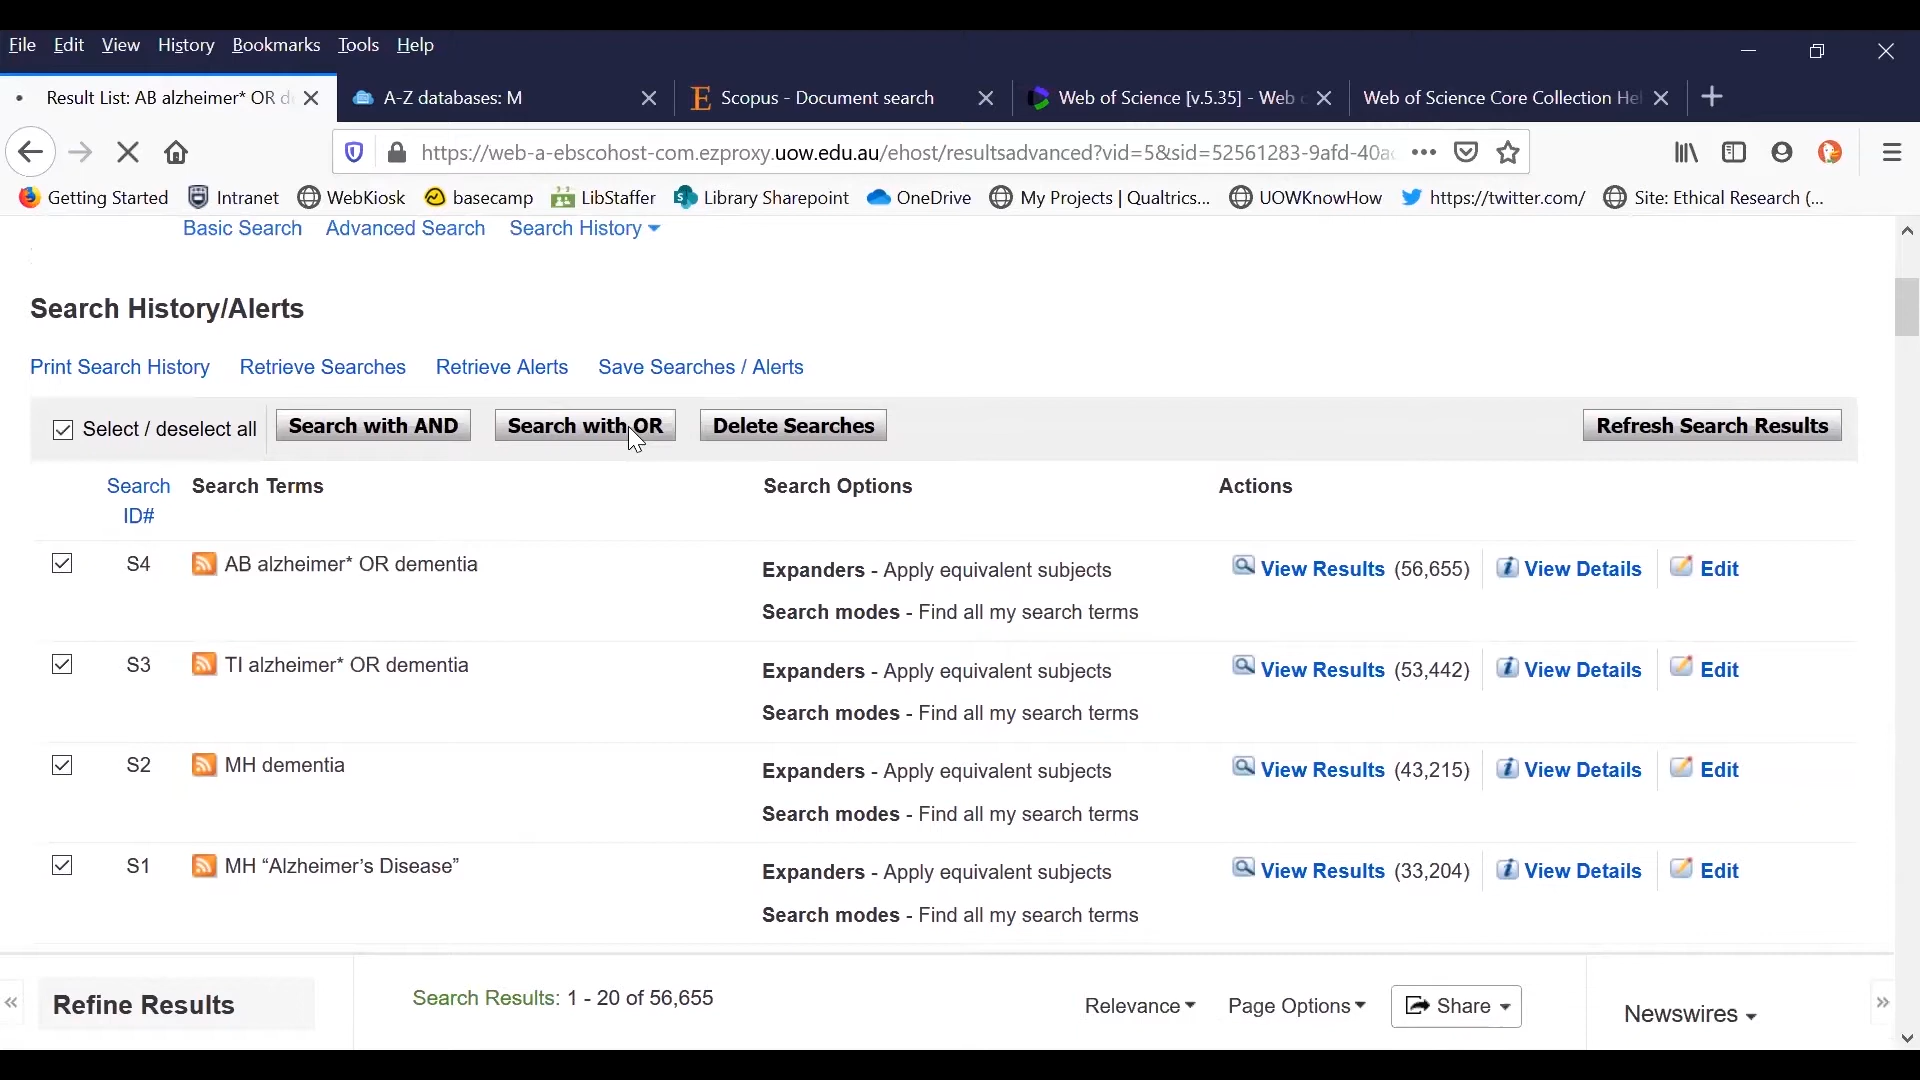 File Edit View History Bookmarks Tools Help
Result List: AB alzheimer* OR d
A-Z databases: M
Scopus - Document search
Web of Science [v.5.35] - Web
Web of Science Core Collection He
https://web-a-ebscohost-com.ezproxy.uow.edu.au/ehost/resultsadvanced?vid=5&sid=52561283-9afd-40a
Getting Started Intranet WebKiosk basecamp LibStaffer Library Sharepoint OneDrive My Projects | Qualtrics... UOWKnowHow https://twitter.com/ Site: Ethical Research (...
Basic Search Advanced Search Search History
Search History/Alerts
Print Search History Retrieve Searches Retrieve Alerts Save Searches / Alerts
Select / deselect all Search with AND Search with OR Delete Searches Refresh Search Results
Search ID# Search Terms Search Options Actions
S4 AB alzheimer* OR dementia Expanders - Apply equivalent subjects View Results (56,655) View Details Edit
Search modes - Find all my search terms
S3 TI alzheimer* OR dementia Expanders - Apply equivalent subjects View Results (53,442) View Details Edit
Search modes - Find all my search terms
S2 MH dementia Expanders - Apply equivalent subjects View Results (43,215) View Details Edit
Search modes - Find all my search terms
S1 MH “Alzheimer’s Disease” Expanders - Apply equivalent subjects View Results (33,204) View Details Edit
Search modes - Find all my search terms
Refine Results Search Results: 1 - 20 of 56,655 Relevance Page Options Share Newswires